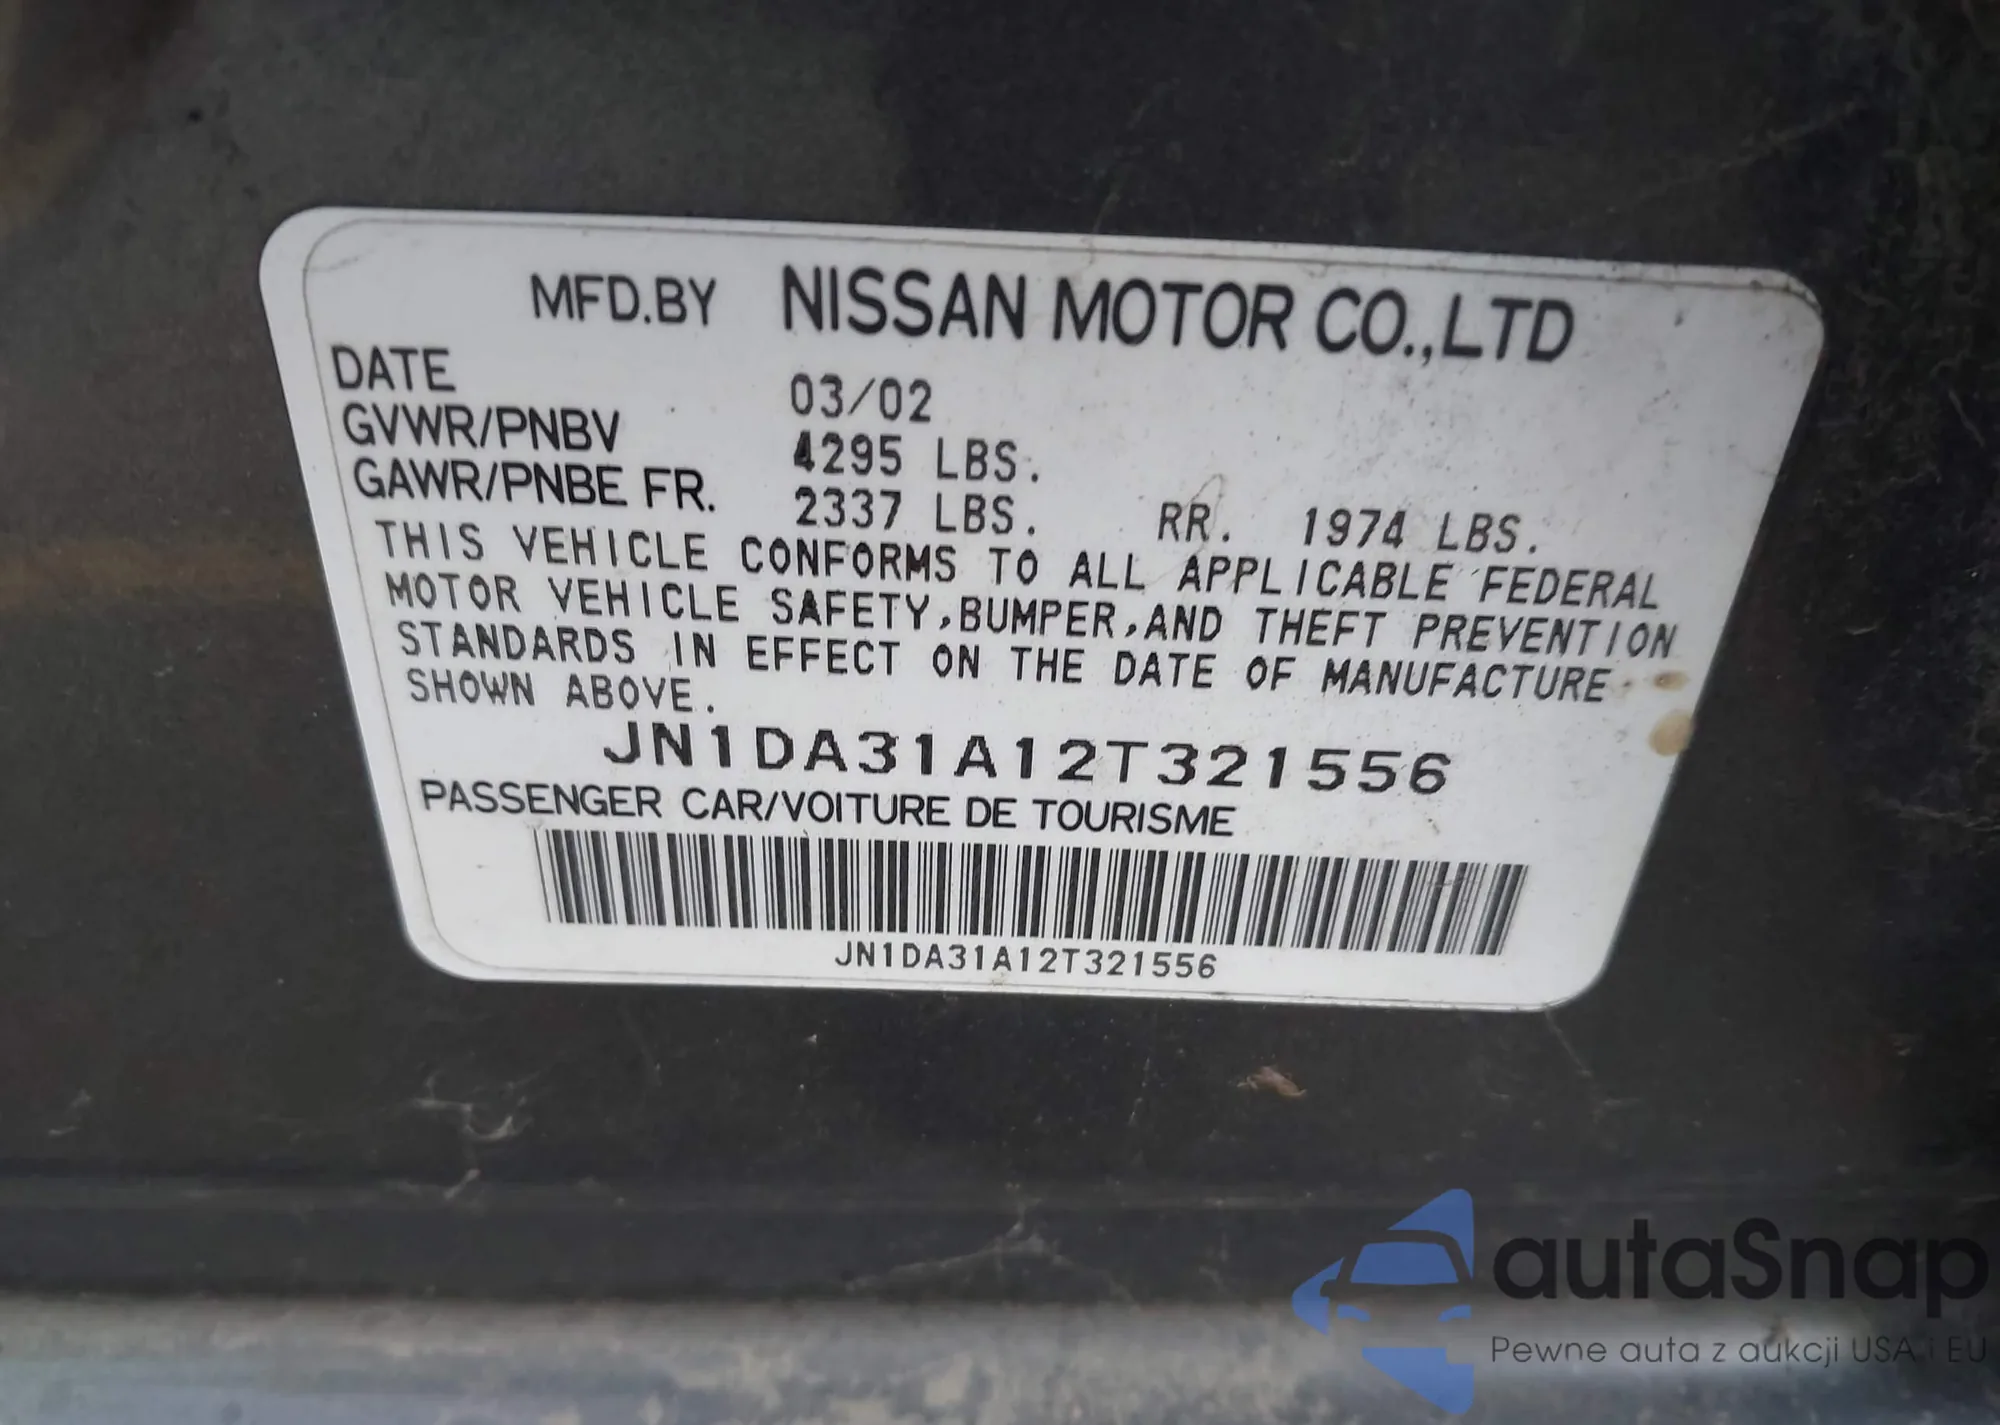 MFD.BY NISSAN MOTOR CO.,LTD
DATE 03/02
GVWR/PNBV 4295 LBS.
GAWR/PNBE FR. 2337 LBS. RR. 1974 LBS.
THIS VEHICLE CONFORMS TO ALL APPLICABLE FEDERAL
MOTOR VEHICLE SAFETY,BUMPER,AND THEFT PREVENTION
STANDARDS IN EFFECT ON THE DATE OF MANUFACTURE
SHOWN ABOVE.
JN1DA31A12T321556
PASSENGER CAR/VOITURE DE TOURISME
JN1DA31A12T321556
autaSnap
Pewne auta z aukcji USA i EU